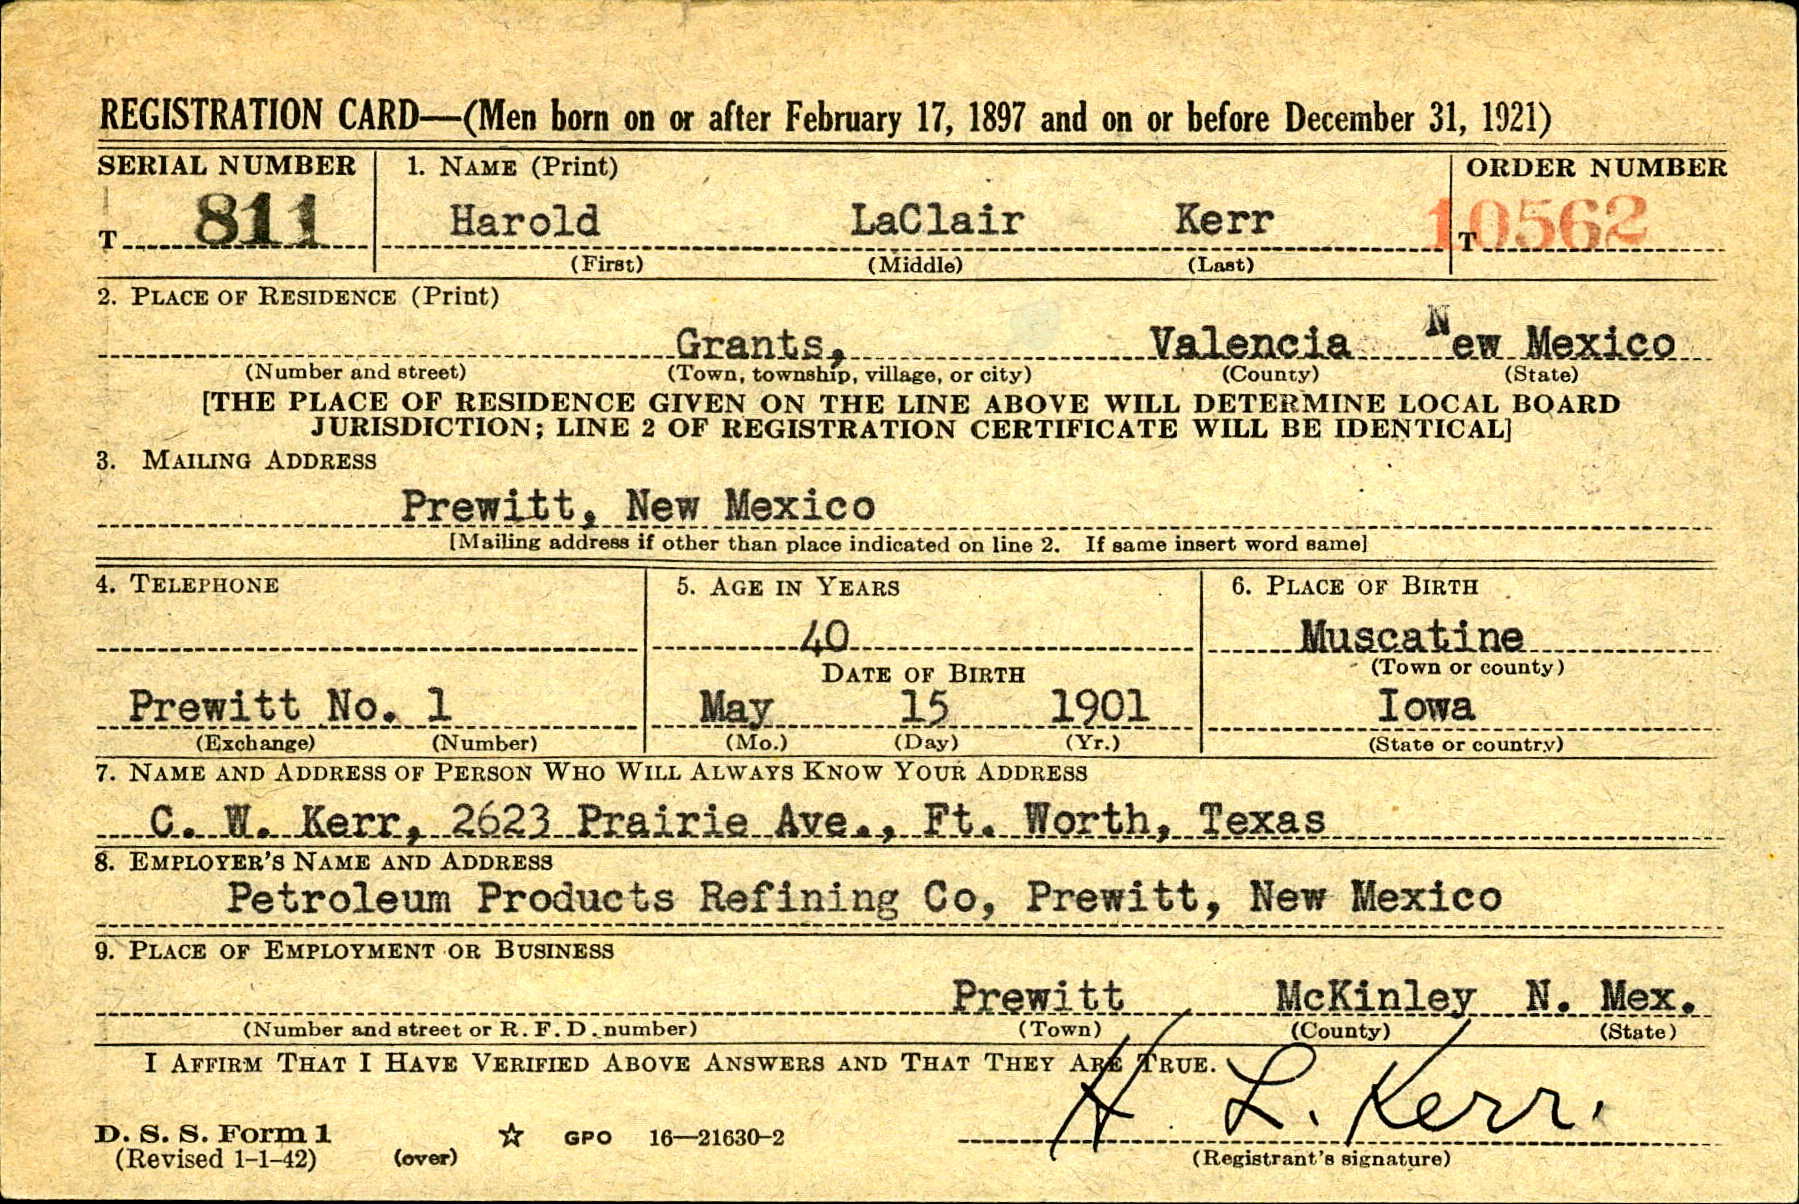 REGISTRATION CARD—(Men born on or after February 17, 1897 and on or before December 31, 1921)
SERIAL NUMBER 1. NAME (Print) ORDER NUMBER
T 811 Harold LaClair Kerr T 10562
(First) (Middle) (Last)
2. PLACE OF RESIDENCE (Print)
Grants, Valencia New Mexico
(Number and street) (Town, township, village, or city) (County) (State)
[THE PLACE OF RESIDENCE GIVEN ON THE LINE ABOVE WILL DETERMINE LOCAL BOARD
JURISDICTION; LINE 2 OF REGISTRATION CERTIFICATE WILL BE IDENTICAL]
3. MAILING ADDRESS
Prewitt, New Mexico
[Mailing address if other than place indicated on line 2. If same insert word same]
4. TELEPHONE 5. AGE IN YEARS 6. PLACE OF BIRTH
40 Muscatine
DATE OF BIRTH (Town or county)
Prewitt No. 1 May 15 1901 Iowa
(Exchange) (Number) (Mo.) (Day) (Yr.) (State or country)
7. NAME AND ADDRESS OF PERSON WHO WILL ALWAYS KNOW YOUR ADDRESS
C. W. Kerr, 2623 Prairie Ave., Ft. Worth, Texas
8. EMPLOYER'S NAME AND ADDRESS
Petroleum Products Refining Co, Prewitt, New Mexico
9. PLACE OF EMPLOYMENT OR BUSINESS
Prewitt McKinley N. Mex.
(Number and street or R. F. D. number) (Town) (County) (State)
I AFFIRM THAT I HAVE VERIFIED ABOVE ANSWERS AND THAT THEY ARE TRUE.
H L. Kerr.
D. S. S. Form 1
(Revised 1-1-42) (over) ☆ GPO 16—21630-2 (Registrant's signature)